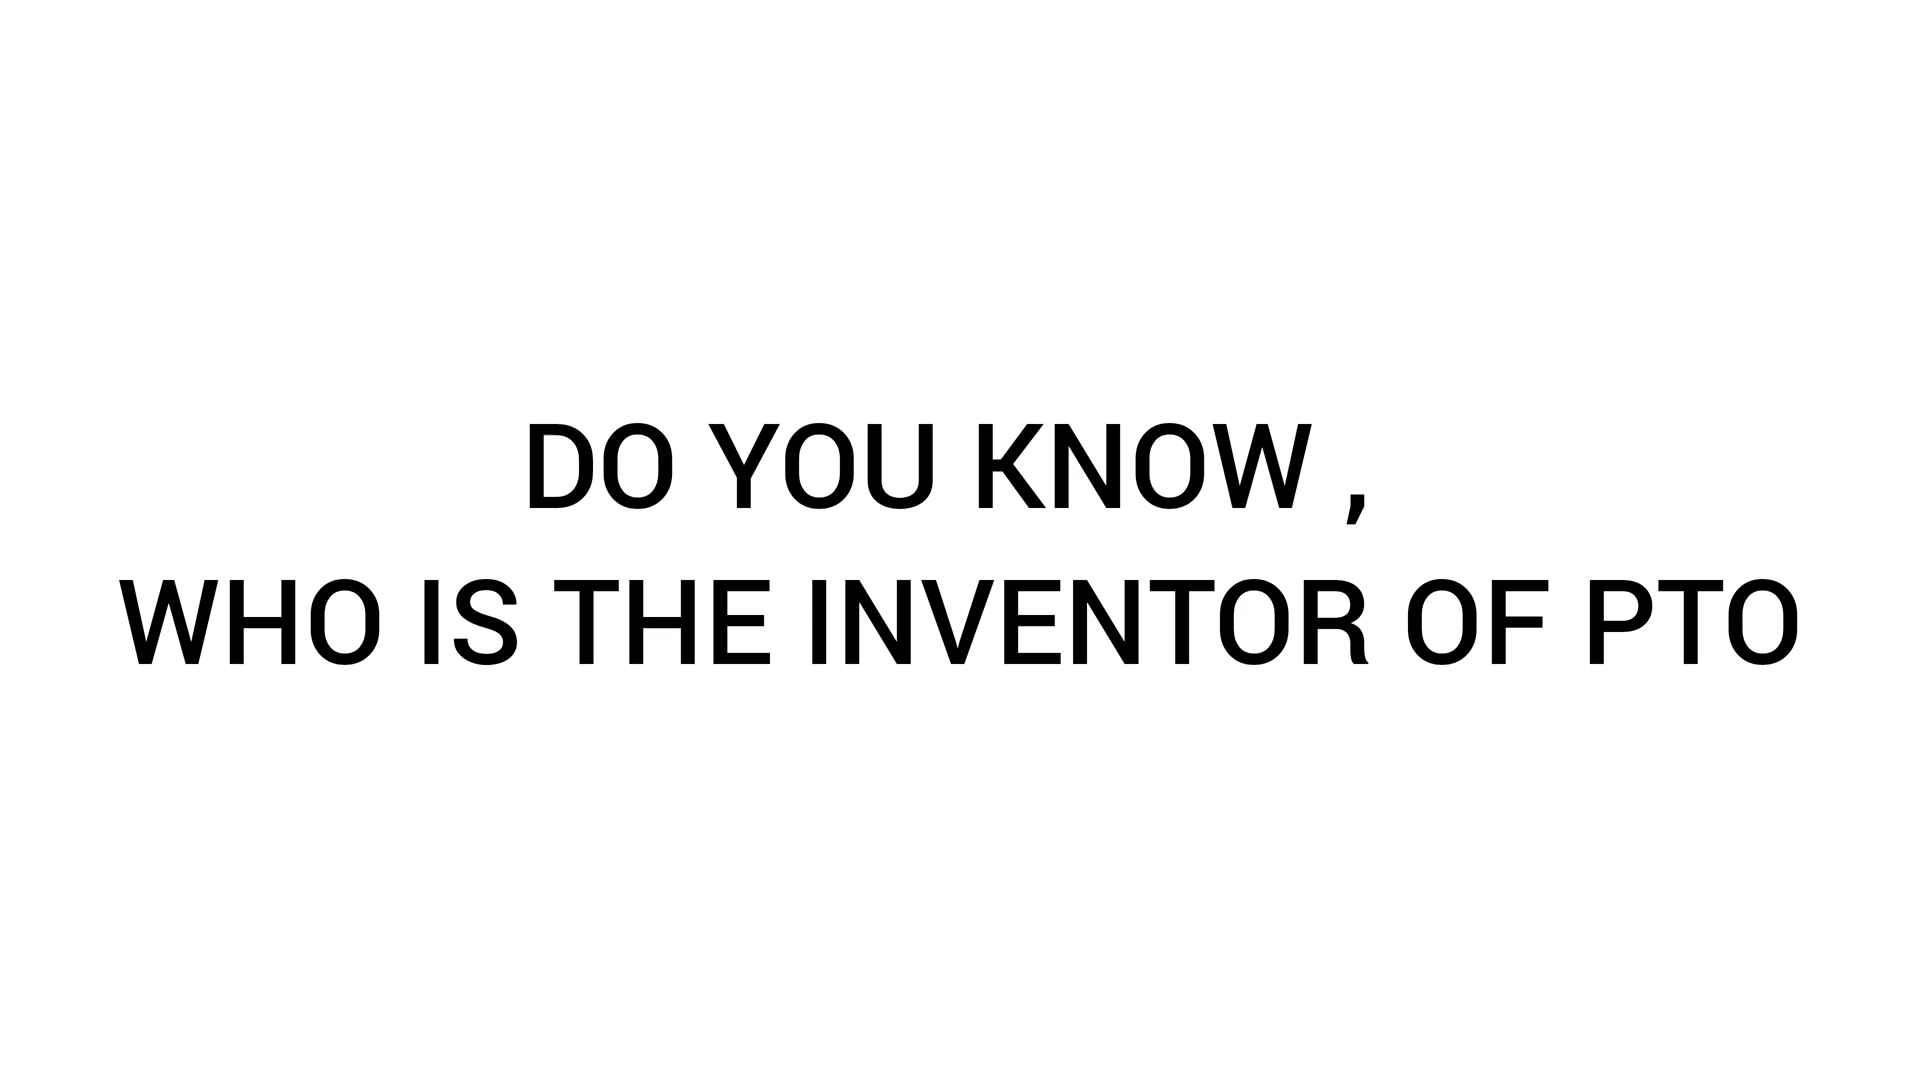 DO YOU KNOW ,
WHO IS THE INVENTOR OF PTO